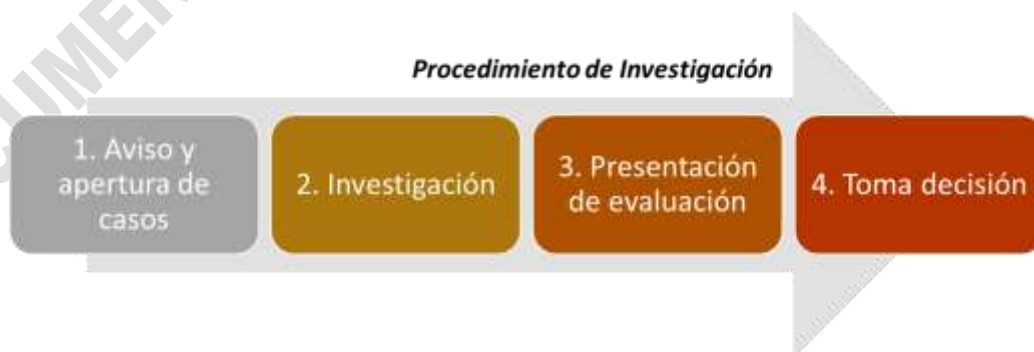 Procedimiento de Investigación
1. Aviso y
apertura de
casos
2. Investigación
3. Presentación
de evaluación
4. Toma decisión